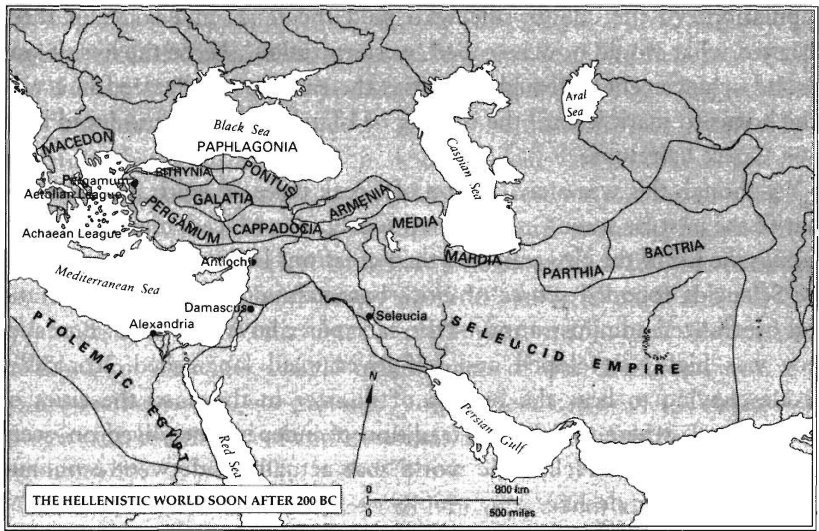 Black Sea
PAPHLAGONIA
Aral
Sea
Caspian Sea
MACEDON
Pergamum
BITHYNIA
PONTUS
Aetolian League
GALATIA
ARMENIA
PERGAMUM
CAPPADOCIA
MEDIA
Achaean League
MARDIA
PARTHIA
BACTRIA
Antioch
Mediterranean Sea
Damascus
Seleucia
Alexandria
SELEUCID EMPIRE
PTOLEMAIC EGYPT
N
Persian Gulf
Red Sea
0 800 km
0 500 miles
THE HELLENISTIC WORLD SOON AFTER 200 BC